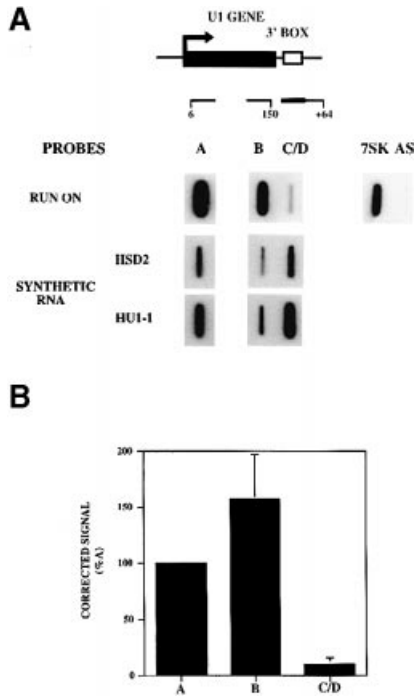 A
U1 GENE
3' BOX
6 150 +64
PROBES A B C/D 7SK AS
RUN ON
HSD2
SYNTHETIC
RNA
HU1-1
B
CORRECTED SIGNAL
(%A)
200
150
100
50
0
A B C/D